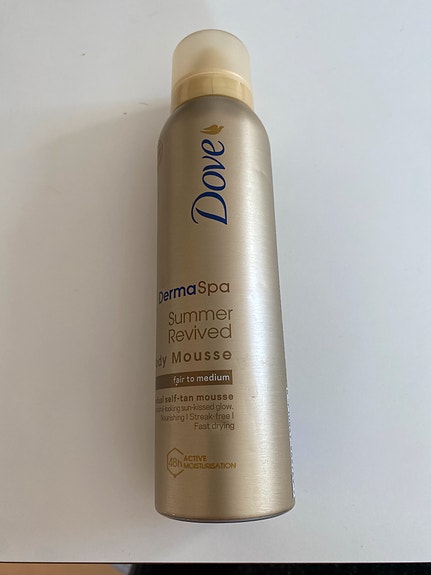 Dove
DermaSpa
Summer
Revived
dy Mousse
fair to medium
ual self-tan mousse
looking sun-kissed glow.
Nourishing | Streak-free |
Fast drying
48h ACTIVE
MOISTURISATION